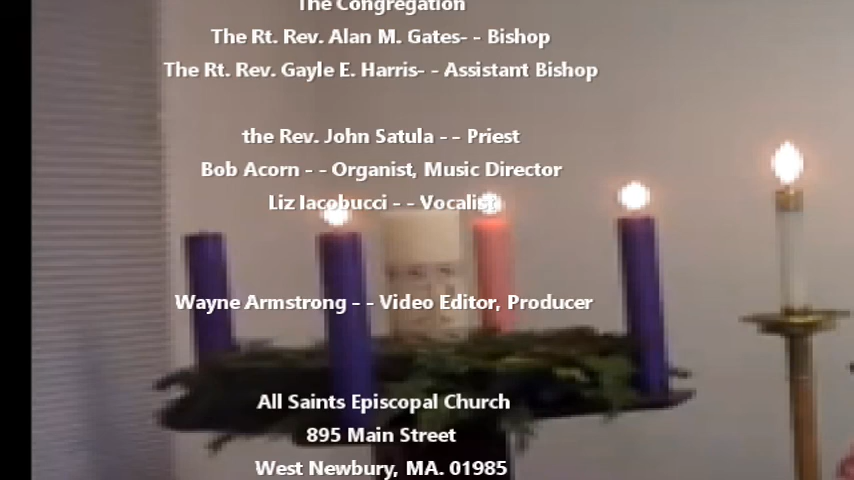 The Congregation
The Rt. Rev. Alan M. Gates- - Bishop
The Rt. Rev. Gayle E. Harris- - Assistant Bishop
the Rev. John Satula - - Priest
Bob Acorn - - Organist, Music Director
Liz Iacobucci - - Vocalist
Wayne Armstrong - - Video Editor, Producer
All Saints Episcopal Church
895 Main Street
West Newbury, MA. 01985